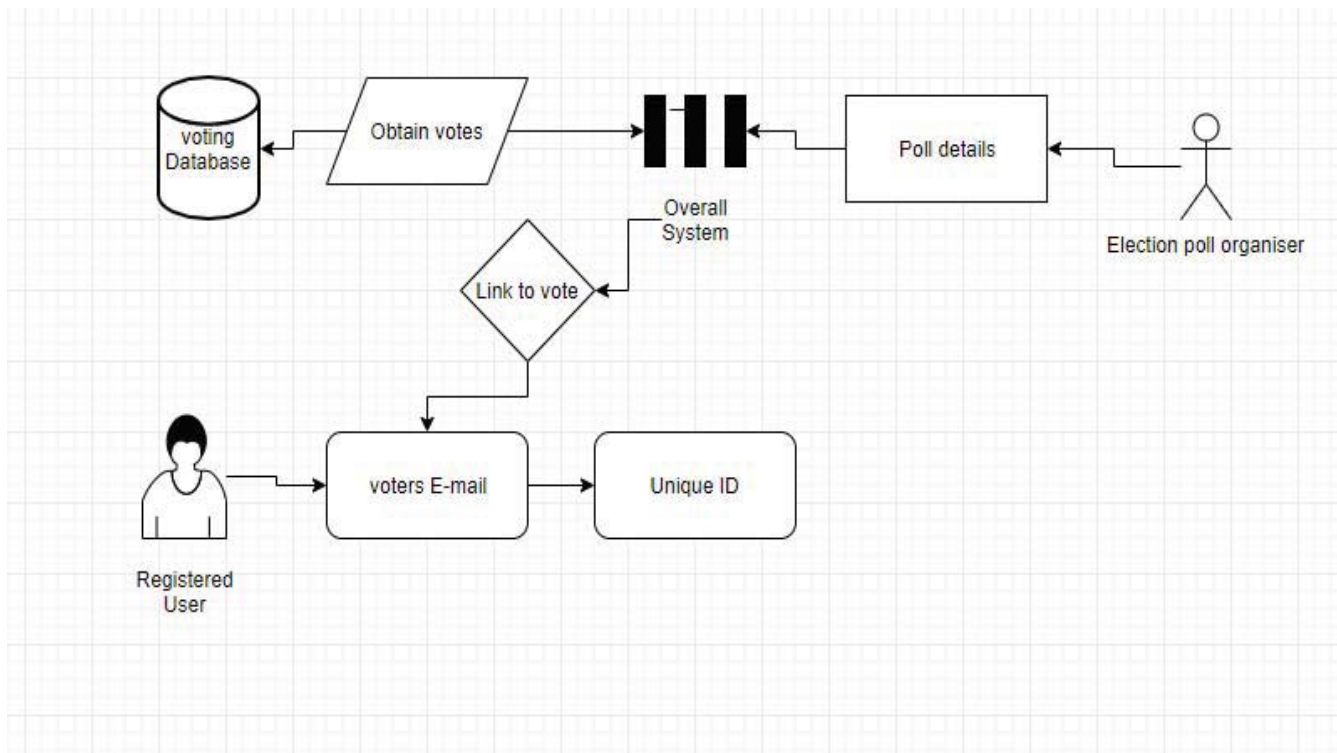 voting
Database
Obtain votes
Overall
System
Poll details
Election poll organiser
Link to vote
Registered
User
voters E-mail
Unique ID